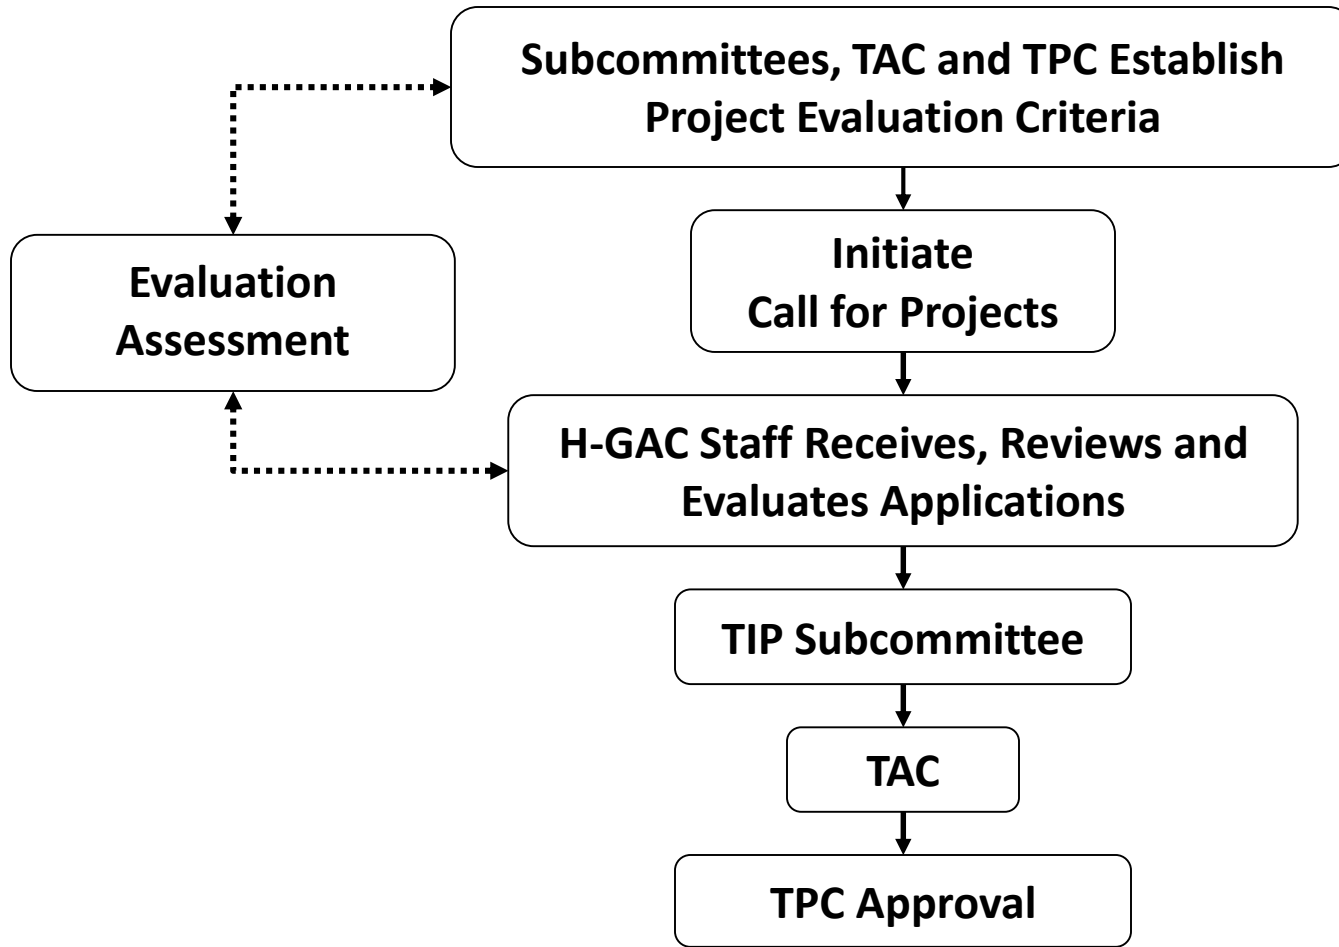 Subcommittees, TAC and TPC Establish
Project Evaluation Criteria
Initiate
Call for Projects
Evaluation
Assessment
H-GAC Staff Receives, Reviews and
Evaluates Applications
TIP Subcommittee
TAC
TPC Approval